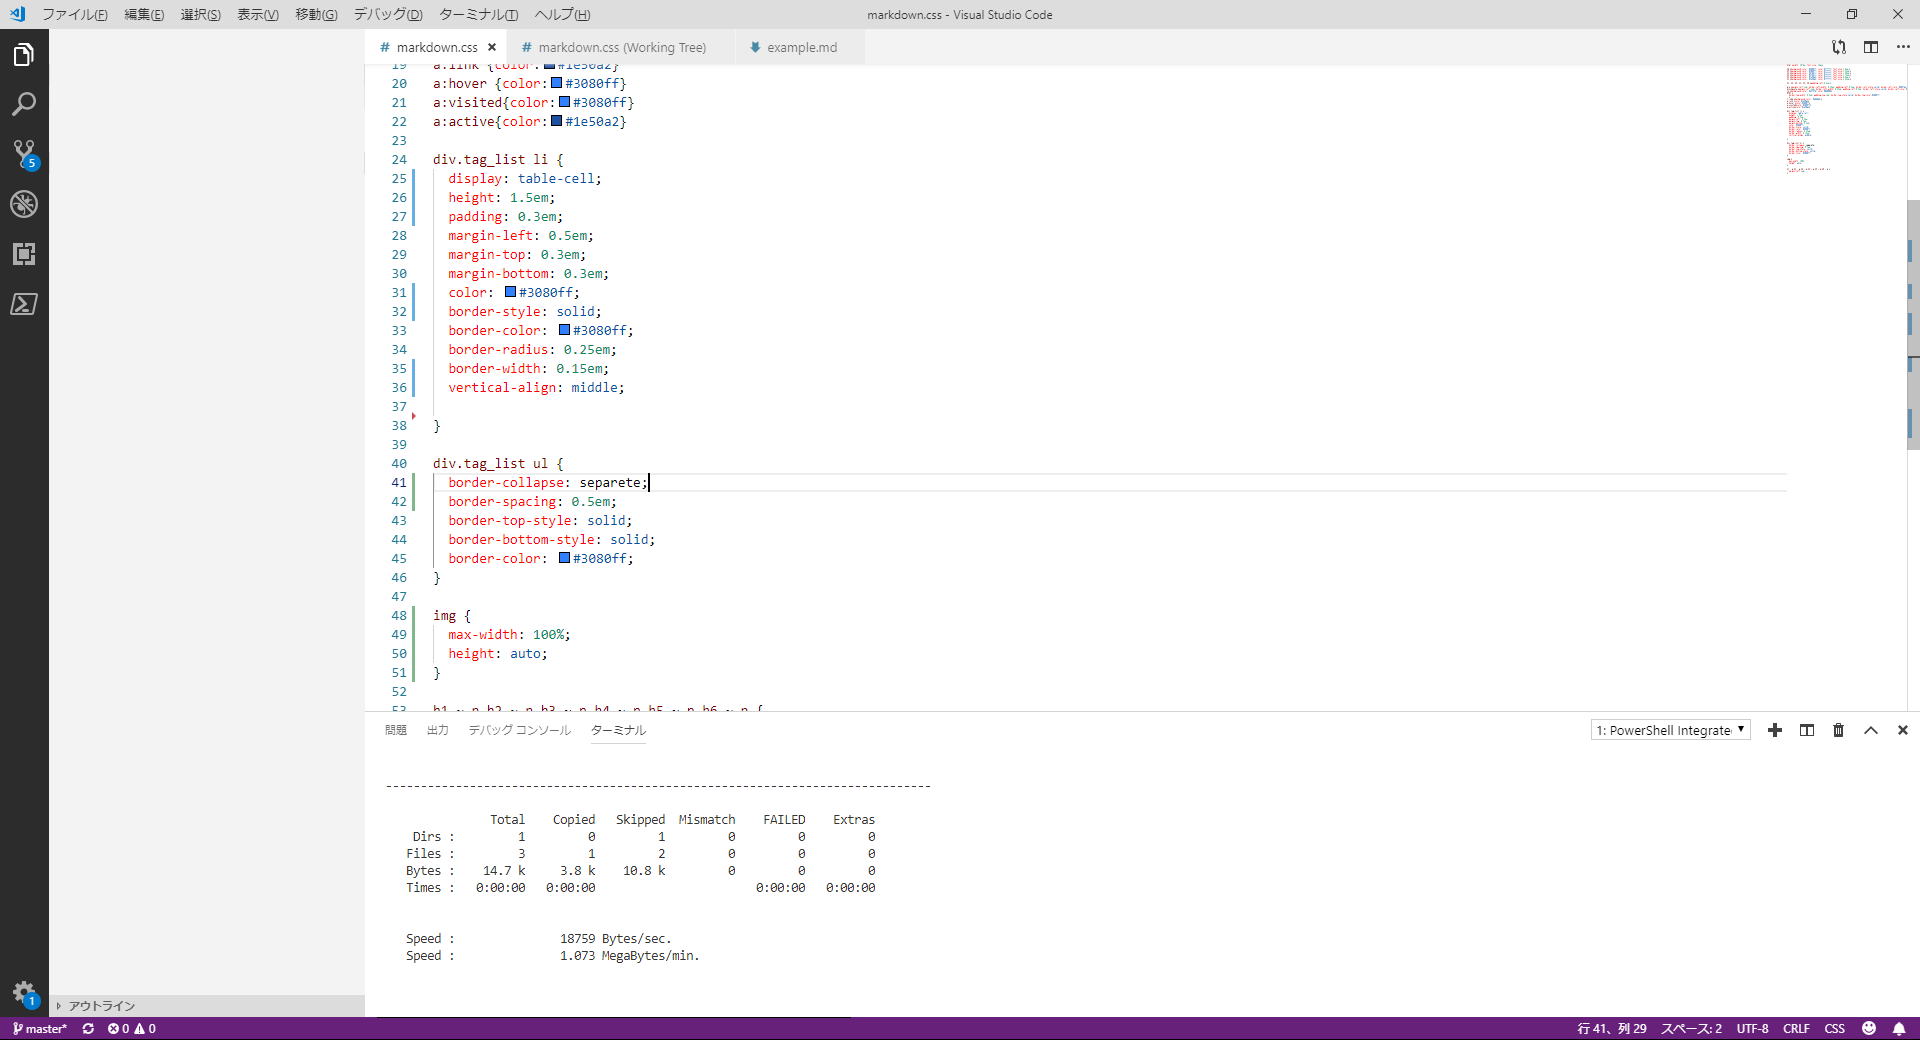 ファイル(F) 編集(E) 選択(S) 表示(V) 移動(G) デバッグ(D) ターミナル(T) ヘルプ(H)
markdown.css - Visual Studio Code
markdown.css
markdown.css (Working Tree)
example.md
19 a:link {color:#1e50a2}
20 a:hover {color:#3080ff}
21 a:visited{color:#3080ff}
22 a:active{color:#1e50a2}
23
24 div.tag_list li {
25 display: table-cell;
26 height: 1.5em;
27 padding: 0.3em;
28 margin-left: 0.5em;
29 margin-top: 0.3em;
30 margin-bottom: 0.3em;
31 color: #3080ff;
32 border-style: solid;
33 border-color: #3080ff;
34 border-radius: 0.25em;
35 border-width: 0.15em;
36 vertical-align: middle;
37
38 }
39
40 div.tag_list ul {
41 border-collapse: separete;
42 border-spacing: 0.5em;
43 border-top-style: solid;
44 border-bottom-style: solid;
45 border-color: #3080ff;
46 }
47
48 img {
49 max-width: 100%;
50 height: auto;
51 }
52
53 h1 ~ p,h2 ~ p,h3 ~ p,h4 ~ p,h5 ~ p,h6 ~ p {
5
1
アウトライン
問題 出力 デバッグ コンソール ターミナル
1: PowerShell Integrate
------------------------------------------------------------------------------
Total Copied Skipped Mismatch FAILED Extras
Dirs : 1 0 1 0 0 0
Files : 3 1 2 0 0 0
Bytes : 14.7 k 3.8 k 10.8 k 0 0 0
Times : 0:00:00 0:00:00 0:00:00 0:00:00
Speed : 18759 Bytes/sec.
Speed : 1.073 MegaBytes/min.
master* 0 0
行 41、列 29 スペース: 2 UTF-8 CRLF CSS